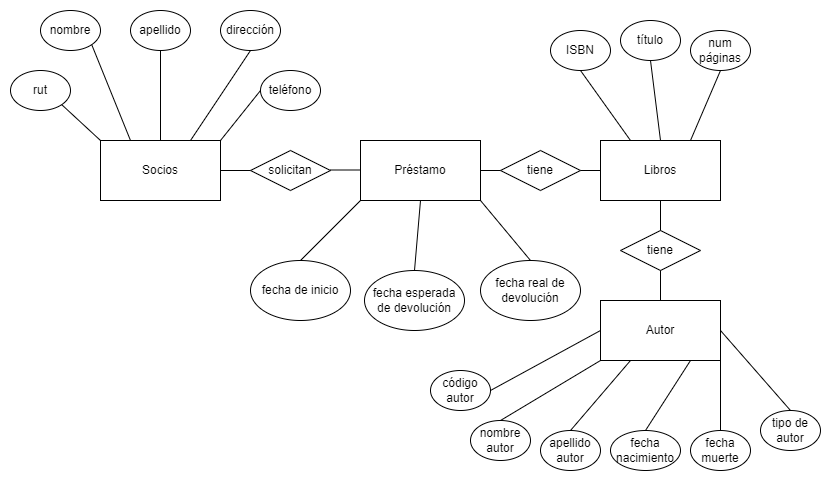 nombre
apellido
dirección
ISBN
título
num
páginas
rut
teléfono
Socios
solicitan
Préstamo
tiene
Libros
tiene
fecha de inicio
fecha esperada
de devolución
fecha real de
devolución
Autor
código
autor
nombre
autor
apellido
autor
fecha
nacimiento
fecha
muerte
tipo de
autor